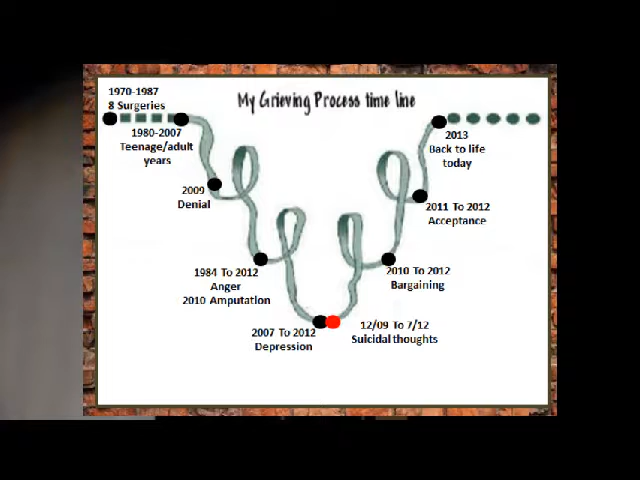 My Grieving Process time line
1970-1987
8 Surgeries
1980-2007
Teenage/adult
years
2009
Denial
1984 To 2012
Anger
2010 Amputation
2007 To 2012
Depression
12/09 To 7/12
Suicidal thoughts
2010 To 2012
Bargaining
2011 To 2012
Acceptance
2013
Back to life
today